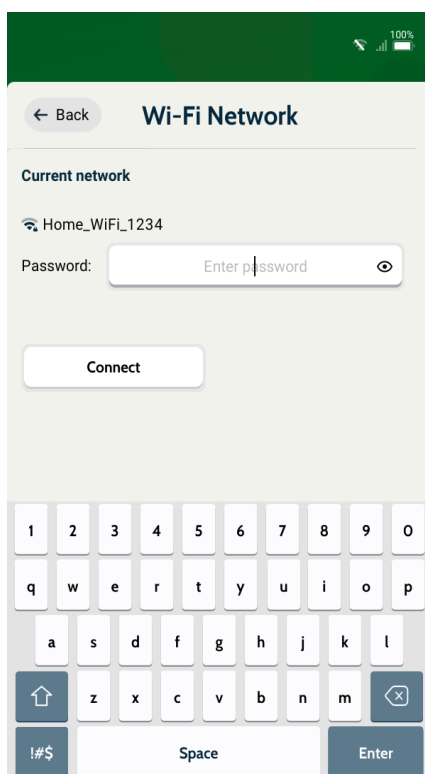 100%
← Back
Wi-Fi Network
Current network
Home_WiFi_1234
Password: Enter password
Connect
1 2 3 4 5 6 7 8 9 0
q w e r t y u i o p
a s d f g h j k l
z x c v b n m
!#$ Space Enter